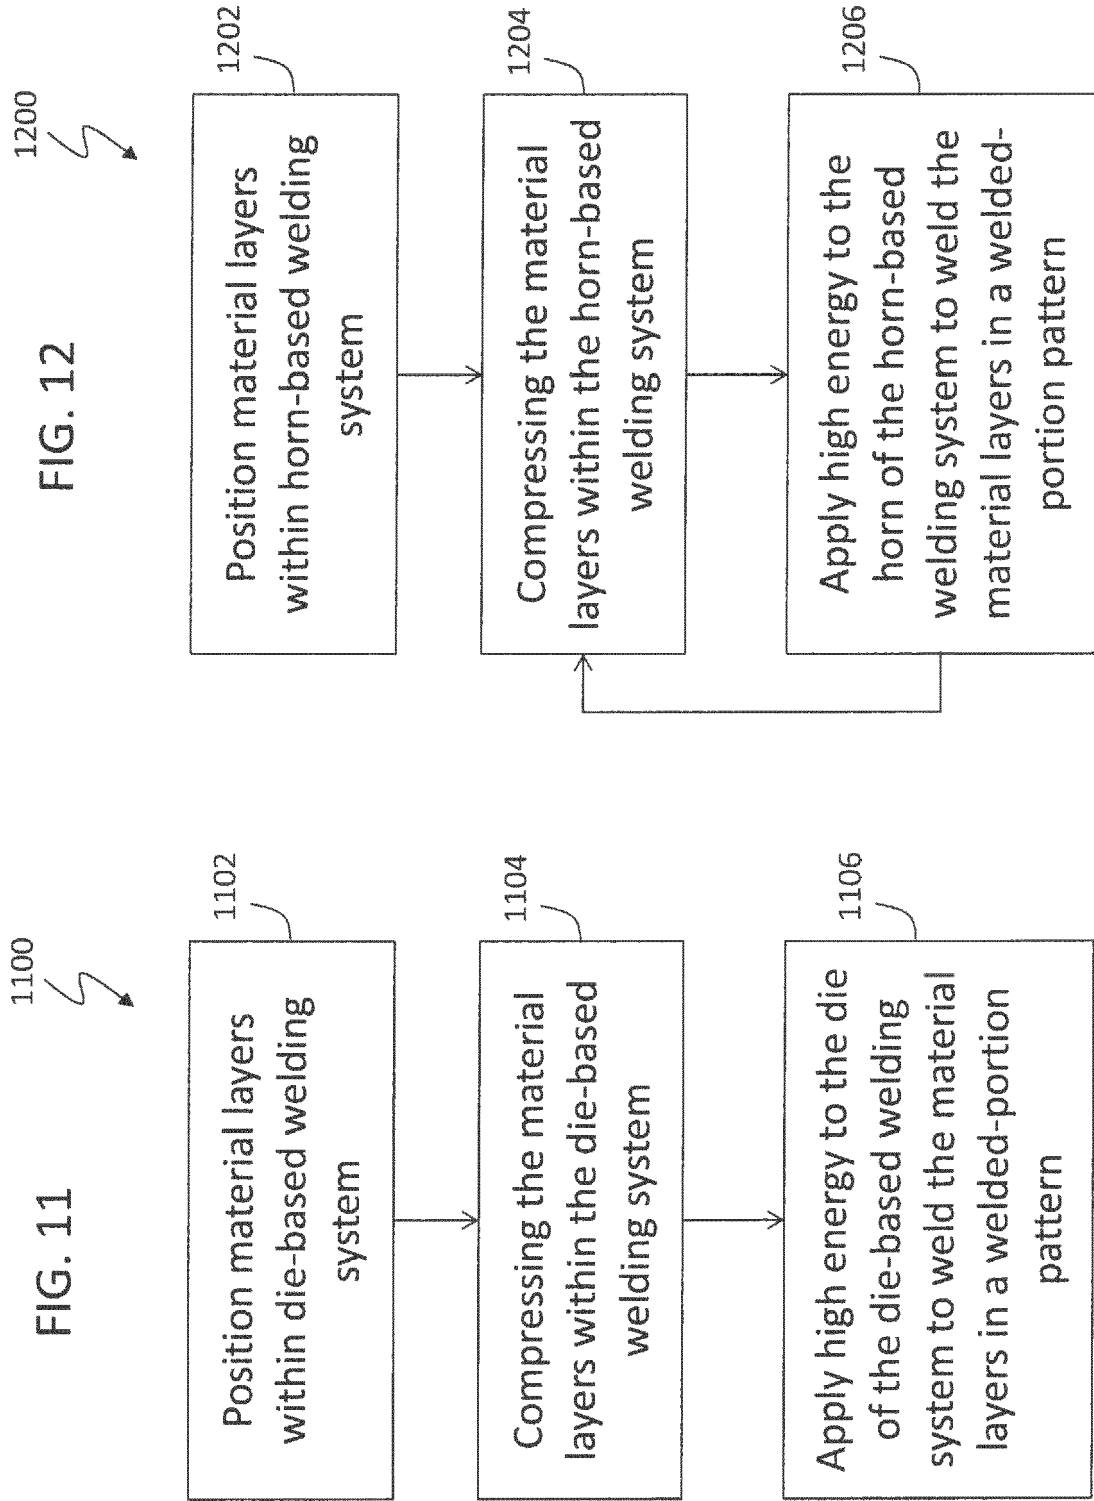 FIG. 11
1100
Position material layers
within die-based welding
system
1102
Compressing the material
layers within the die-based
welding system
1104
Apply high energy to the die
of the die-based welding
system to weld the material
layers in a welded-portion
pattern
1106
FIG. 12
1200
Position material layers
within horn-based welding
system
1202
Compressing the material
layers within the horn-based
welding system
1204
Apply high energy to the
horn of the horn-based
welding system to weld the
material layers in a welded-
portion pattern
1206